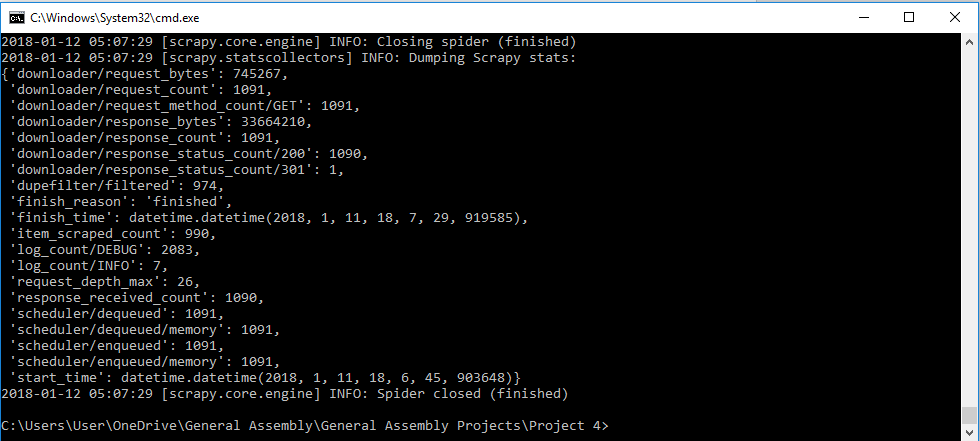 C:\Windows\System32\cmd.exe
2018-01-12 05:07:29 [scrapy.core.engine] INFO: Closing spider (finished)
2018-01-12 05:07:29 [scrapy.statscollectors] INFO: Dumping Scrapy stats:
{'downloader/request_bytes': 745267,
 'downloader/request_count': 1091,
 'downloader/request_method_count/GET': 1091,
 'downloader/response_bytes': 33664210,
 'downloader/response_count': 1091,
 'downloader/response_status_count/200': 1090,
 'downloader/response_status_count/301': 1,
 'dupefilter/filtered': 974,
 'finish_reason': 'finished',
 'finish_time': datetime.datetime(2018, 1, 11, 18, 7, 29, 919585),
 'item_scraped_count': 990,
 'log_count/DEBUG': 2083,
 'log_count/INFO': 7,
 'request_depth_max': 26,
 'response_received_count': 1090,
 'scheduler/dequeued': 1091,
 'scheduler/dequeued/memory': 1091,
 'scheduler/enqueued': 1091,
 'scheduler/enqueued/memory': 1091,
 'start_time': datetime.datetime(2018, 1, 11, 18, 6, 45, 903648)}
2018-01-12 05:07:29 [scrapy.core.engine] INFO: Spider closed (finished)
C:\Users\User\OneDrive\General Assembly\General Assembly Projects\Project 4>